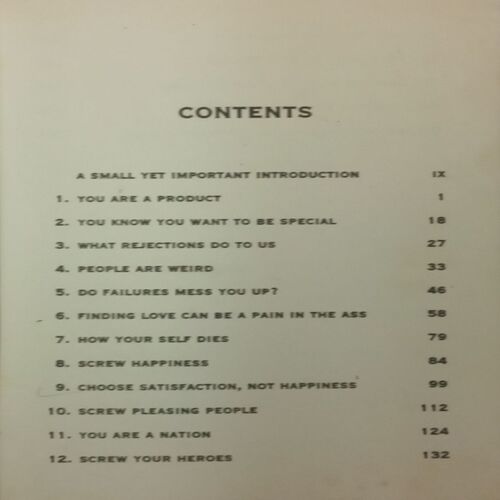 CONTENTS
A SMALL YET IMPORTANT INTRODUCTION IX
1. YOU ARE A PRODUCT 1
2. YOU KNOW YOU WANT TO BE SPECIAL 18
3. WHAT REJECTIONS DO TO US 27
4. PEOPLE ARE WEIRD 33
5. DO FAILURES MESS YOU UP? 46
6. FINDING LOVE CAN BE A PAIN IN THE ASS 58
7. HOW YOUR SELF DIES 79
8. SCREW HAPPINESS 84
9. CHOOSE SATISFACTION, NOT HAPPINESS 99
10. SCREW PLEASING PEOPLE 112
11. YOU ARE A NATION 124
12. SCREW YOUR HEROES 132